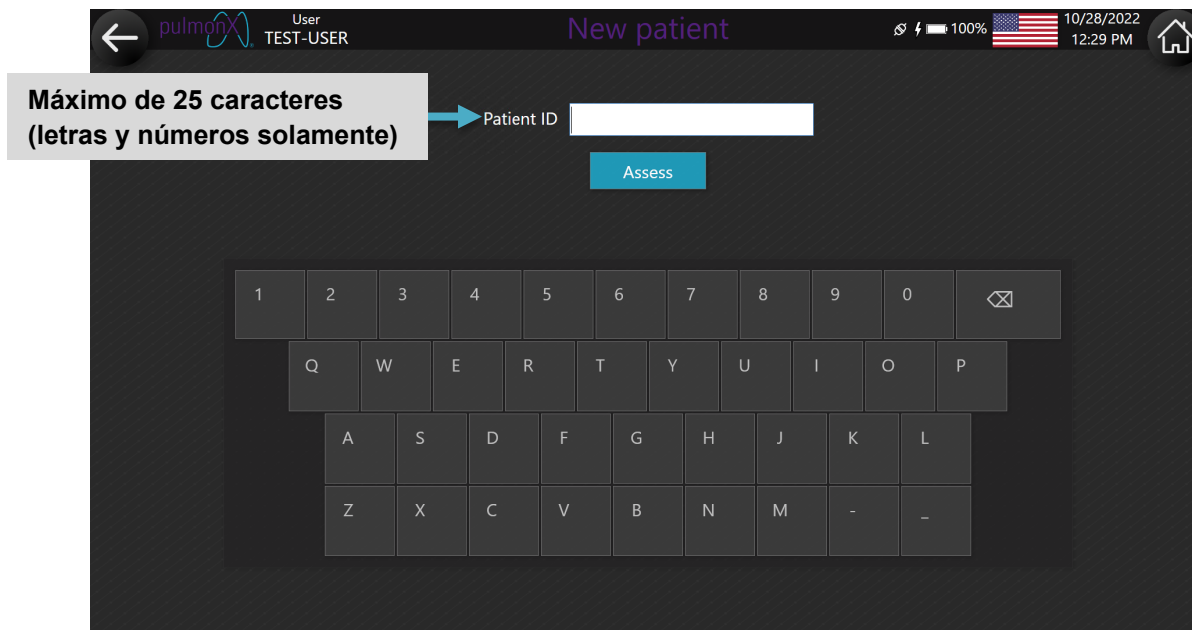 pulmonx
User
TEST-USER
New patient
100%
10/28/2022
12:29 PM
Máximo de 25 caracteres
(letras y números solamente)
Patient ID
Assess
1 2 3 4 5 6 7 8 9 0
Q W E R T Y U I O P
A S D F G H J K L
Z X C V B N M - _